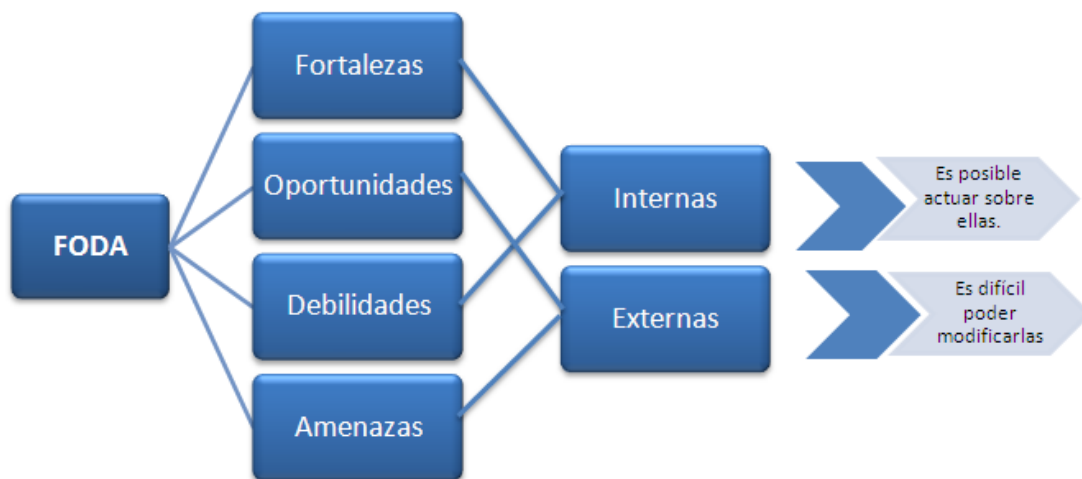 FODA
Fortalezas
Oportunidades
Debilidades
Amenazas
Internas
Externas
Es posible
actuar sobre
ellas.
Es difícil
poder
modificarlas